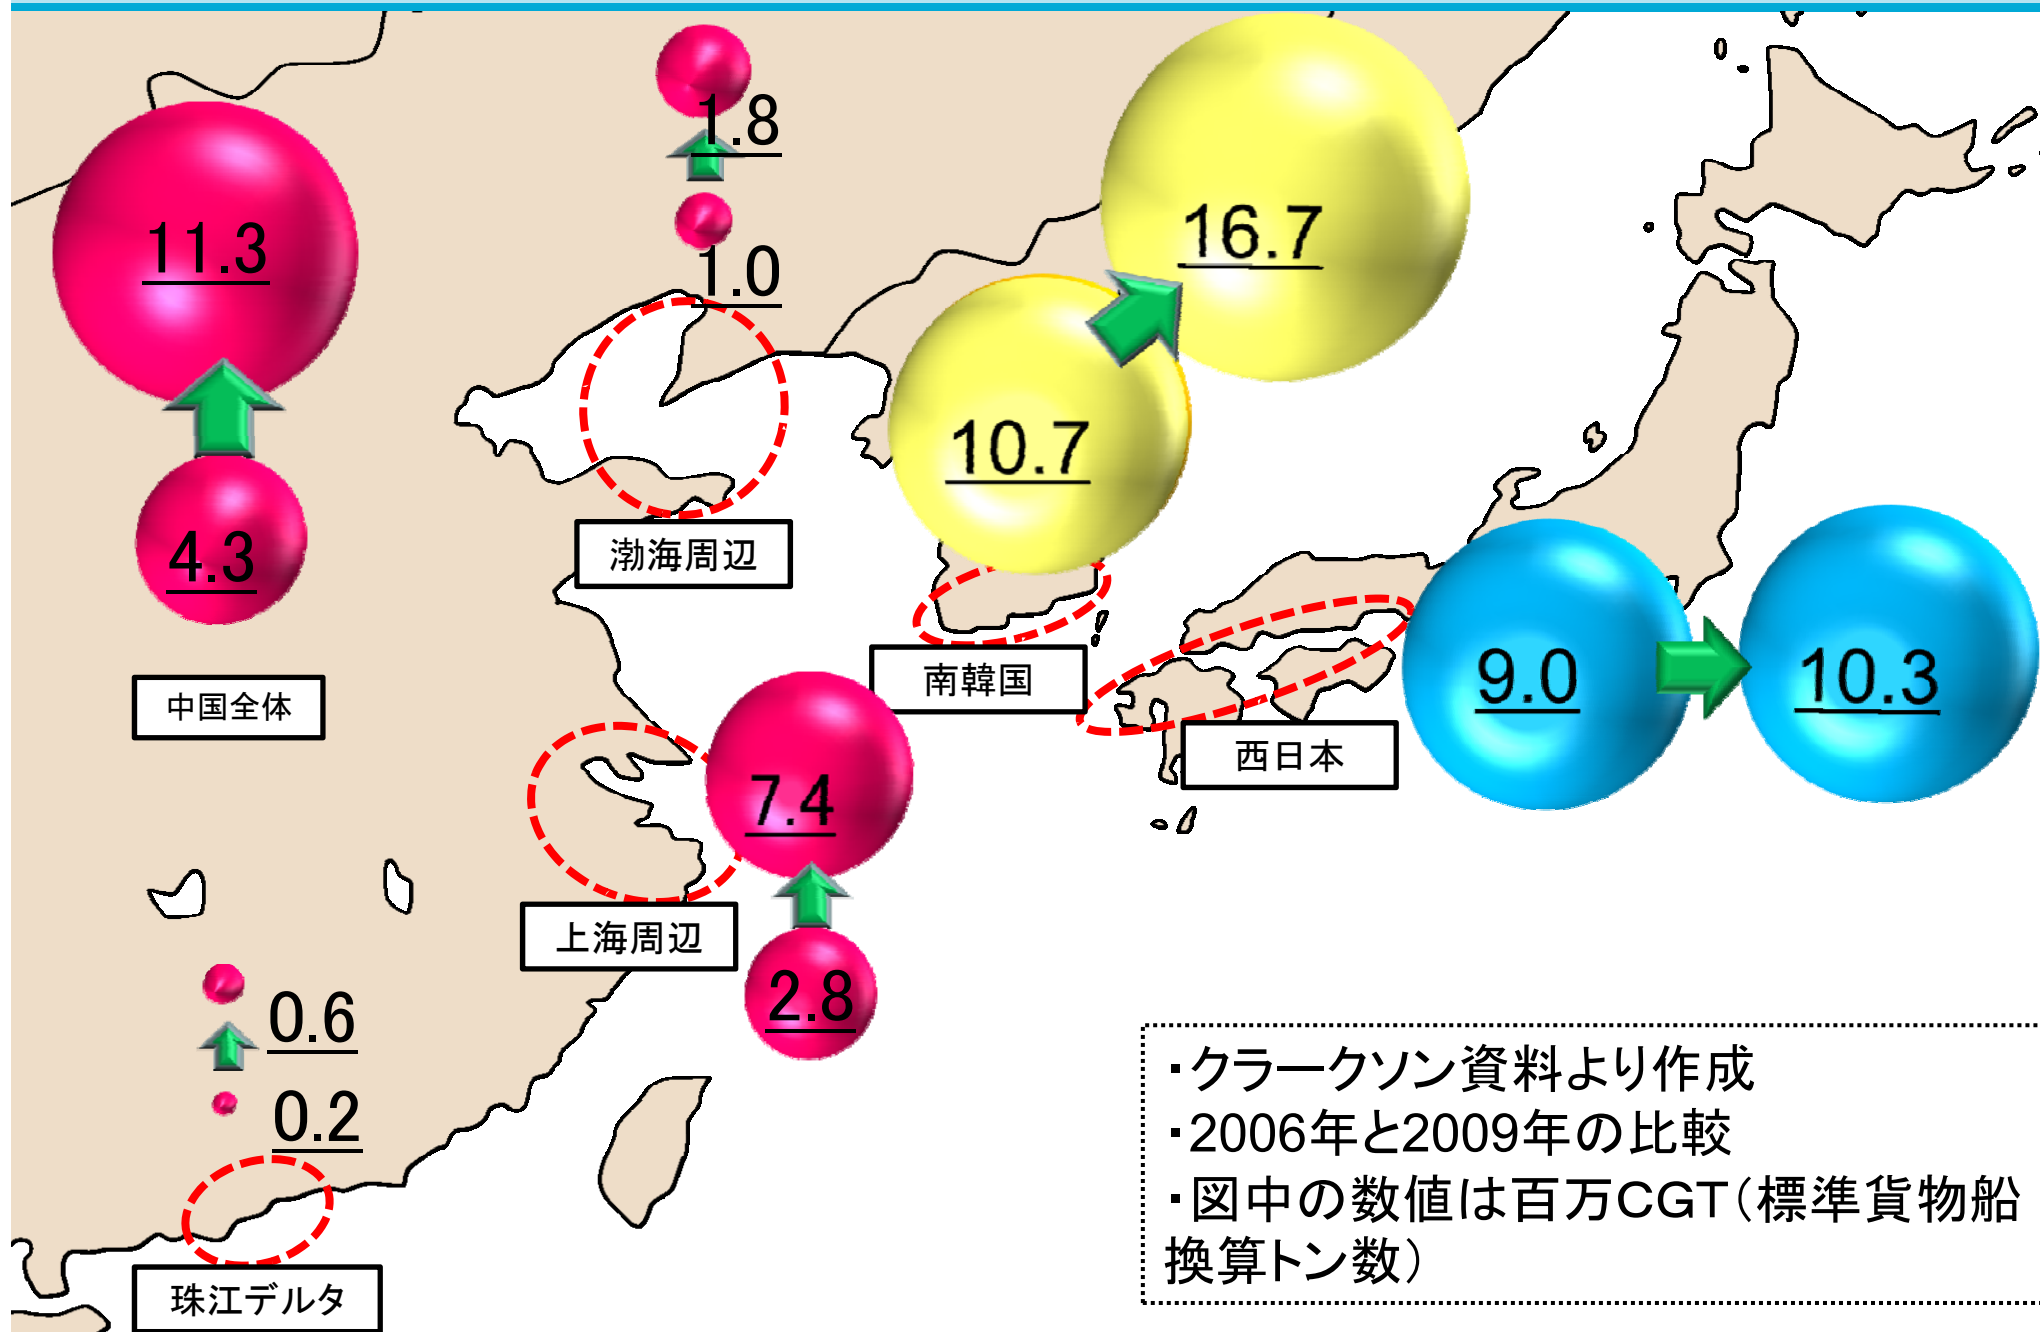 1.8
1.0
11.3
4.3
中国全体
16.7
10.7
渤海周辺
南韓国
9.0
10.3
西日本
7.4
2.8
上海周辺
0.6
0.2
珠江デルタ
・クラークソン資料より作成
・2006年と2009年の比較
・図中の数値は百万CGT（標準貨物船
換算トン数）